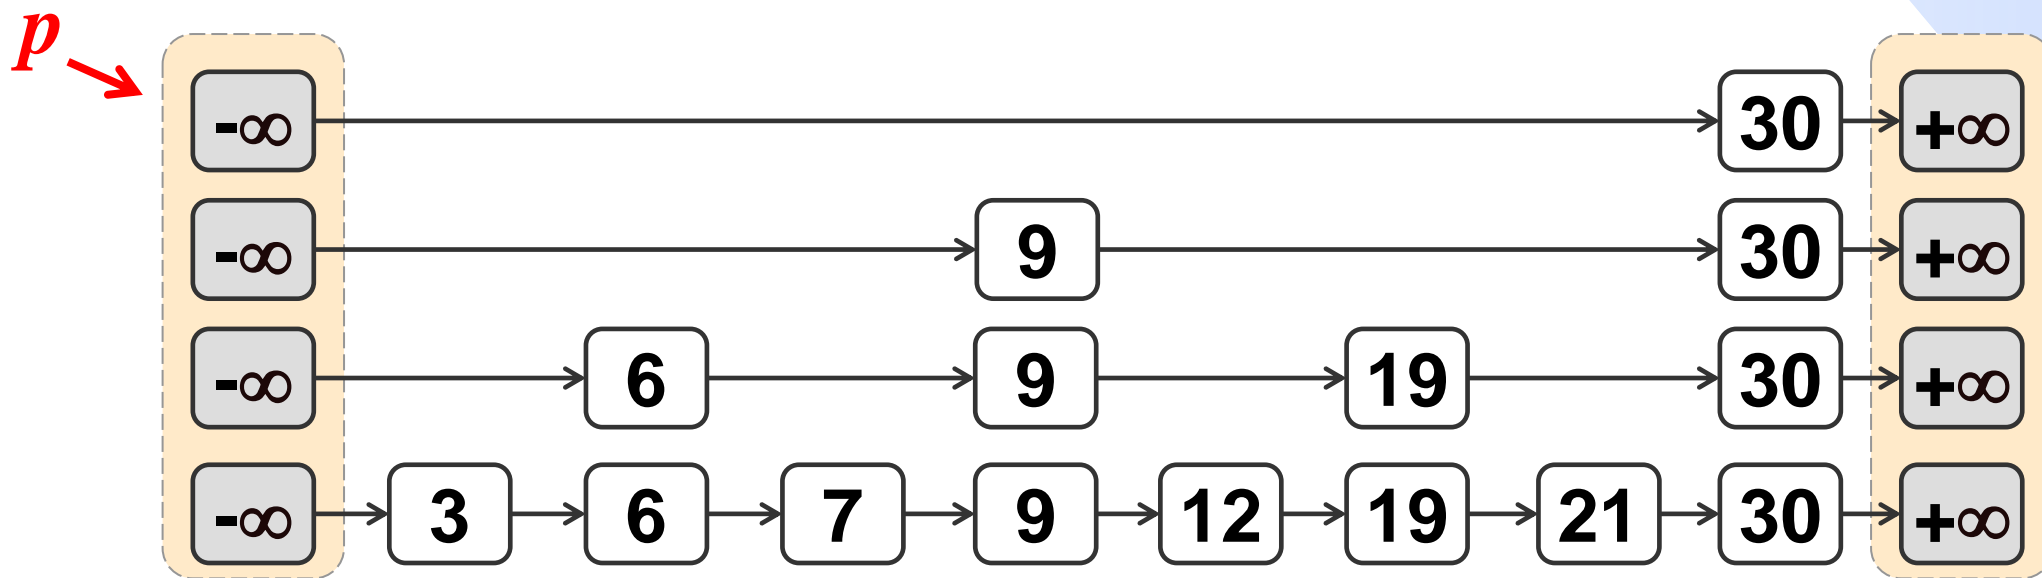 p
-∞ 30 +∞
-∞ 9 30 +∞
-∞ 6 9 19 30 +∞
-∞ 3 6 7 9 12 19 21 30 +∞